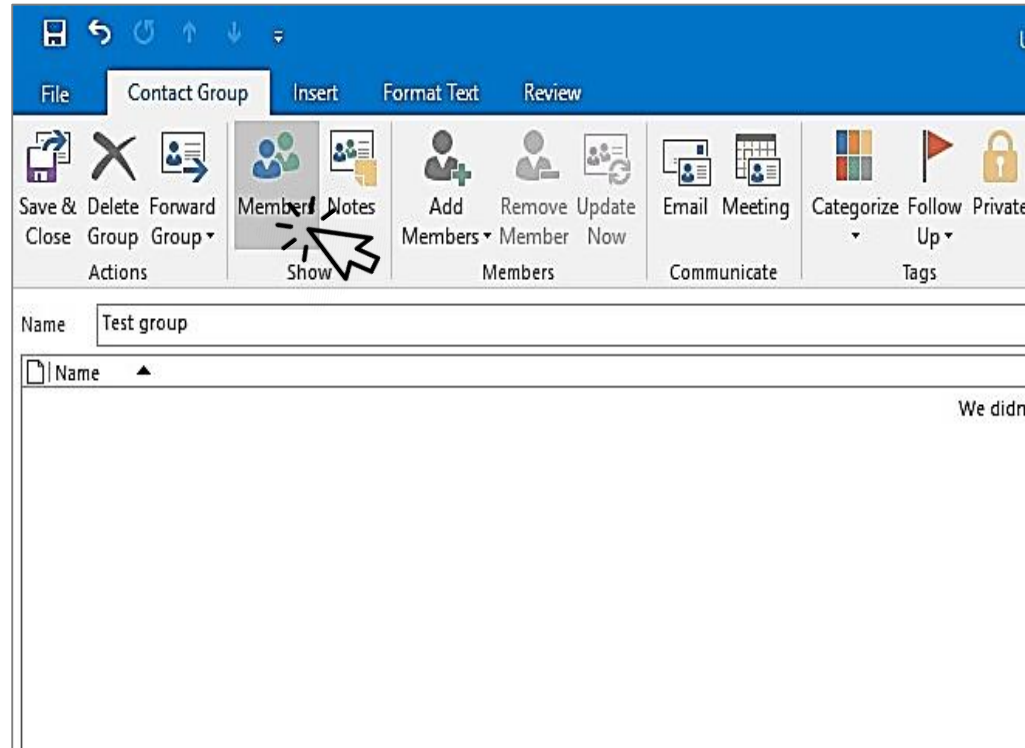 File Contact Group Insert Format Text Review
Save & Delete Forward Members Notes Add Remove Update Email Meeting Categorize Follow Private
Close Group Group Members Member Now Up
Actions Show Members Communicate Tags
Name Test group
Name
We didn